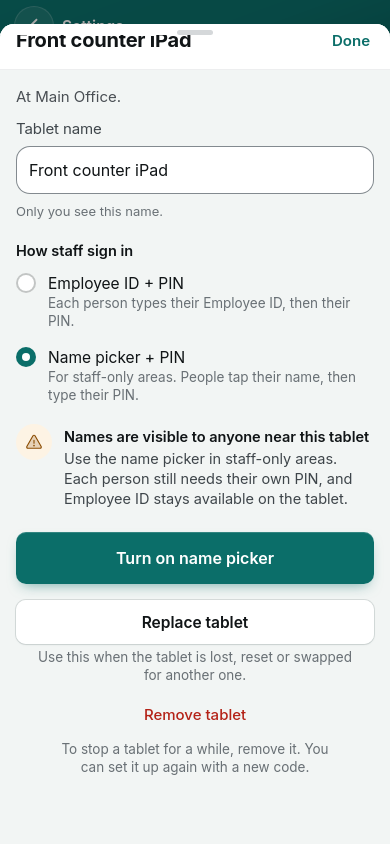 Settings
Front counter iPad
Done
At Main Office.
Tablet name
Front counter iPad
Only you see this name.
How staff sign in
Employee ID + PIN
Each person types their Employee ID, then their
PIN.
Name picker + PIN
For staff-only areas. People tap their name, then
type their PIN.
Names are visible to anyone near this tablet
Use the name picker in staff-only areas.
Each person still needs their own PIN, and
Employee ID stays available on the tablet.
Turn on name picker
Replace tablet
Use this when the tablet is lost, reset or swapped
for another one.
Remove tablet
To stop a tablet for a while, remove it. You
can set it up again with a new code.